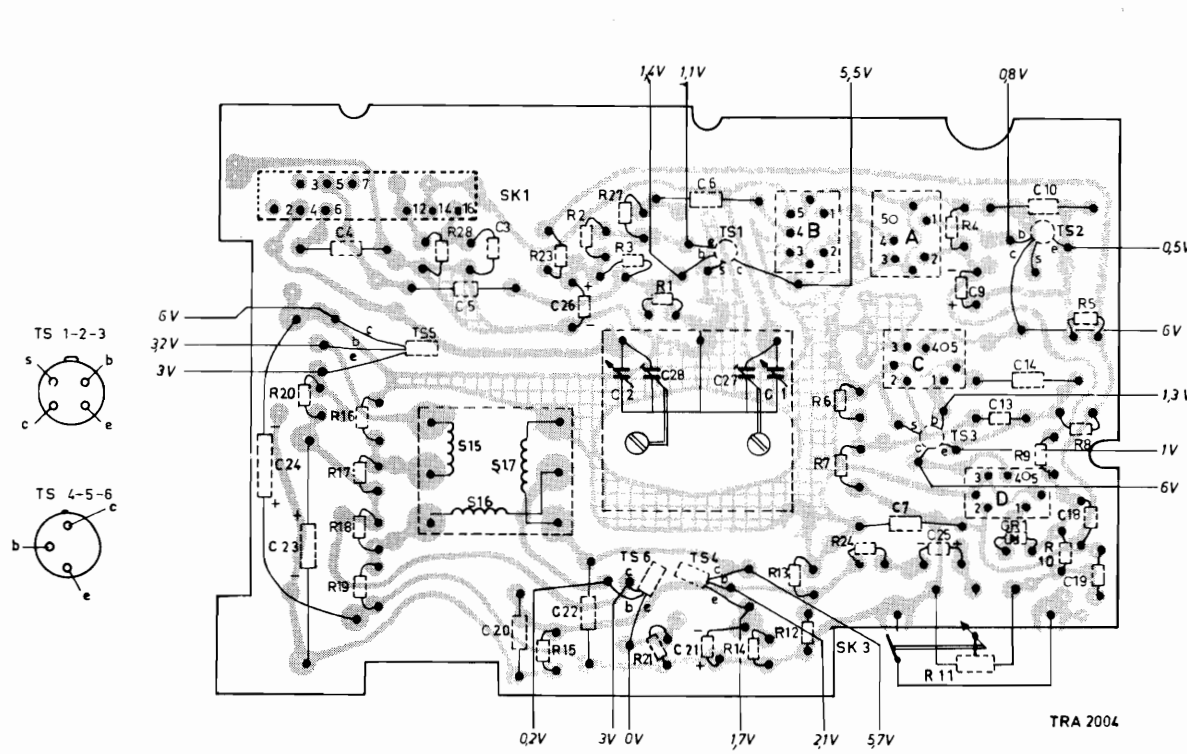 1,4V 1,1V 5,5V 0,8V
3 5 7
SK1
2 4 6 12 14 16
C4
R28
C3
C5
R23
R2
R27
R3
C26
+
-
R1
C6
TS1
e
b
s
c
5 1
4
3 2
B
5
1
4
3 2
A
R4
C9
+
C10
TS2
b
c
s
e
0,5V
R5
6V
6V
3,2V
3V
c
b
e
TS5
TS 1-2-3
s b
c e
TS 4-5-6
c
b
e
R20
R16
C24
-
+
R17
R18
C23
+
-
R19
S15
S17
S16
C2
C28
C27
C1
3 4 5
C
2 1
C14
C13
R6
R7
1,3V
s
b
c
e
TS3
R8
R9
1V
6V
3 4 5
D
2 1
C7
R24
C25
-
+
GR1
C18
R10
C19
TS6
c
b
e
TS4
c
b
e
R13
C22
C20
R15
R21
C21
+
R14
R12
SK3
R11
TRA 2004
0,2V 3V 0V 1,7V 2,1V 5,7V